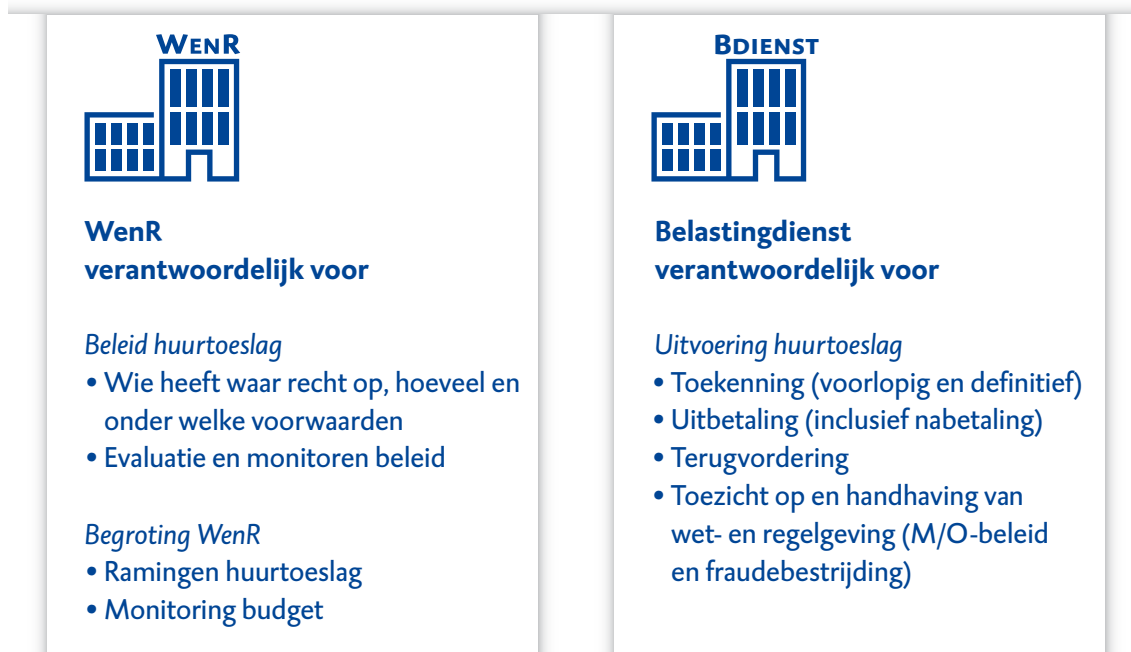 WENR
WenR
verantwoordelijk voor
Beleid huurtoeslag
• Wie heeft waar recht op, hoeveel en
onder welke voorwaarden
• Evaluatie en monitoren beleid
Begroting WenR
• Ramingen huurtoeslag
• Monitoring budget
BDIENST
Belastingdienst
verantwoordelijk voor
Uitvoering huurtoeslag
• Toekenning (voorlopig en definitief)
• Uitbetaling (inclusief nabetaling)
• Terugvordering
• Toezicht op en handhaving van
wet- en regelgeving (M/O-beleid
en fraudebestrijding)